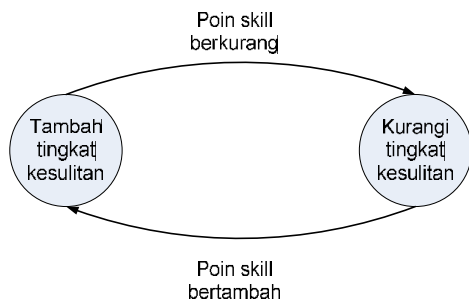 Poin skill
berkurang
Tambah
tingkat
kesulitan
Kurangi
tingkat
kesulitan
Poin skill
bertambah